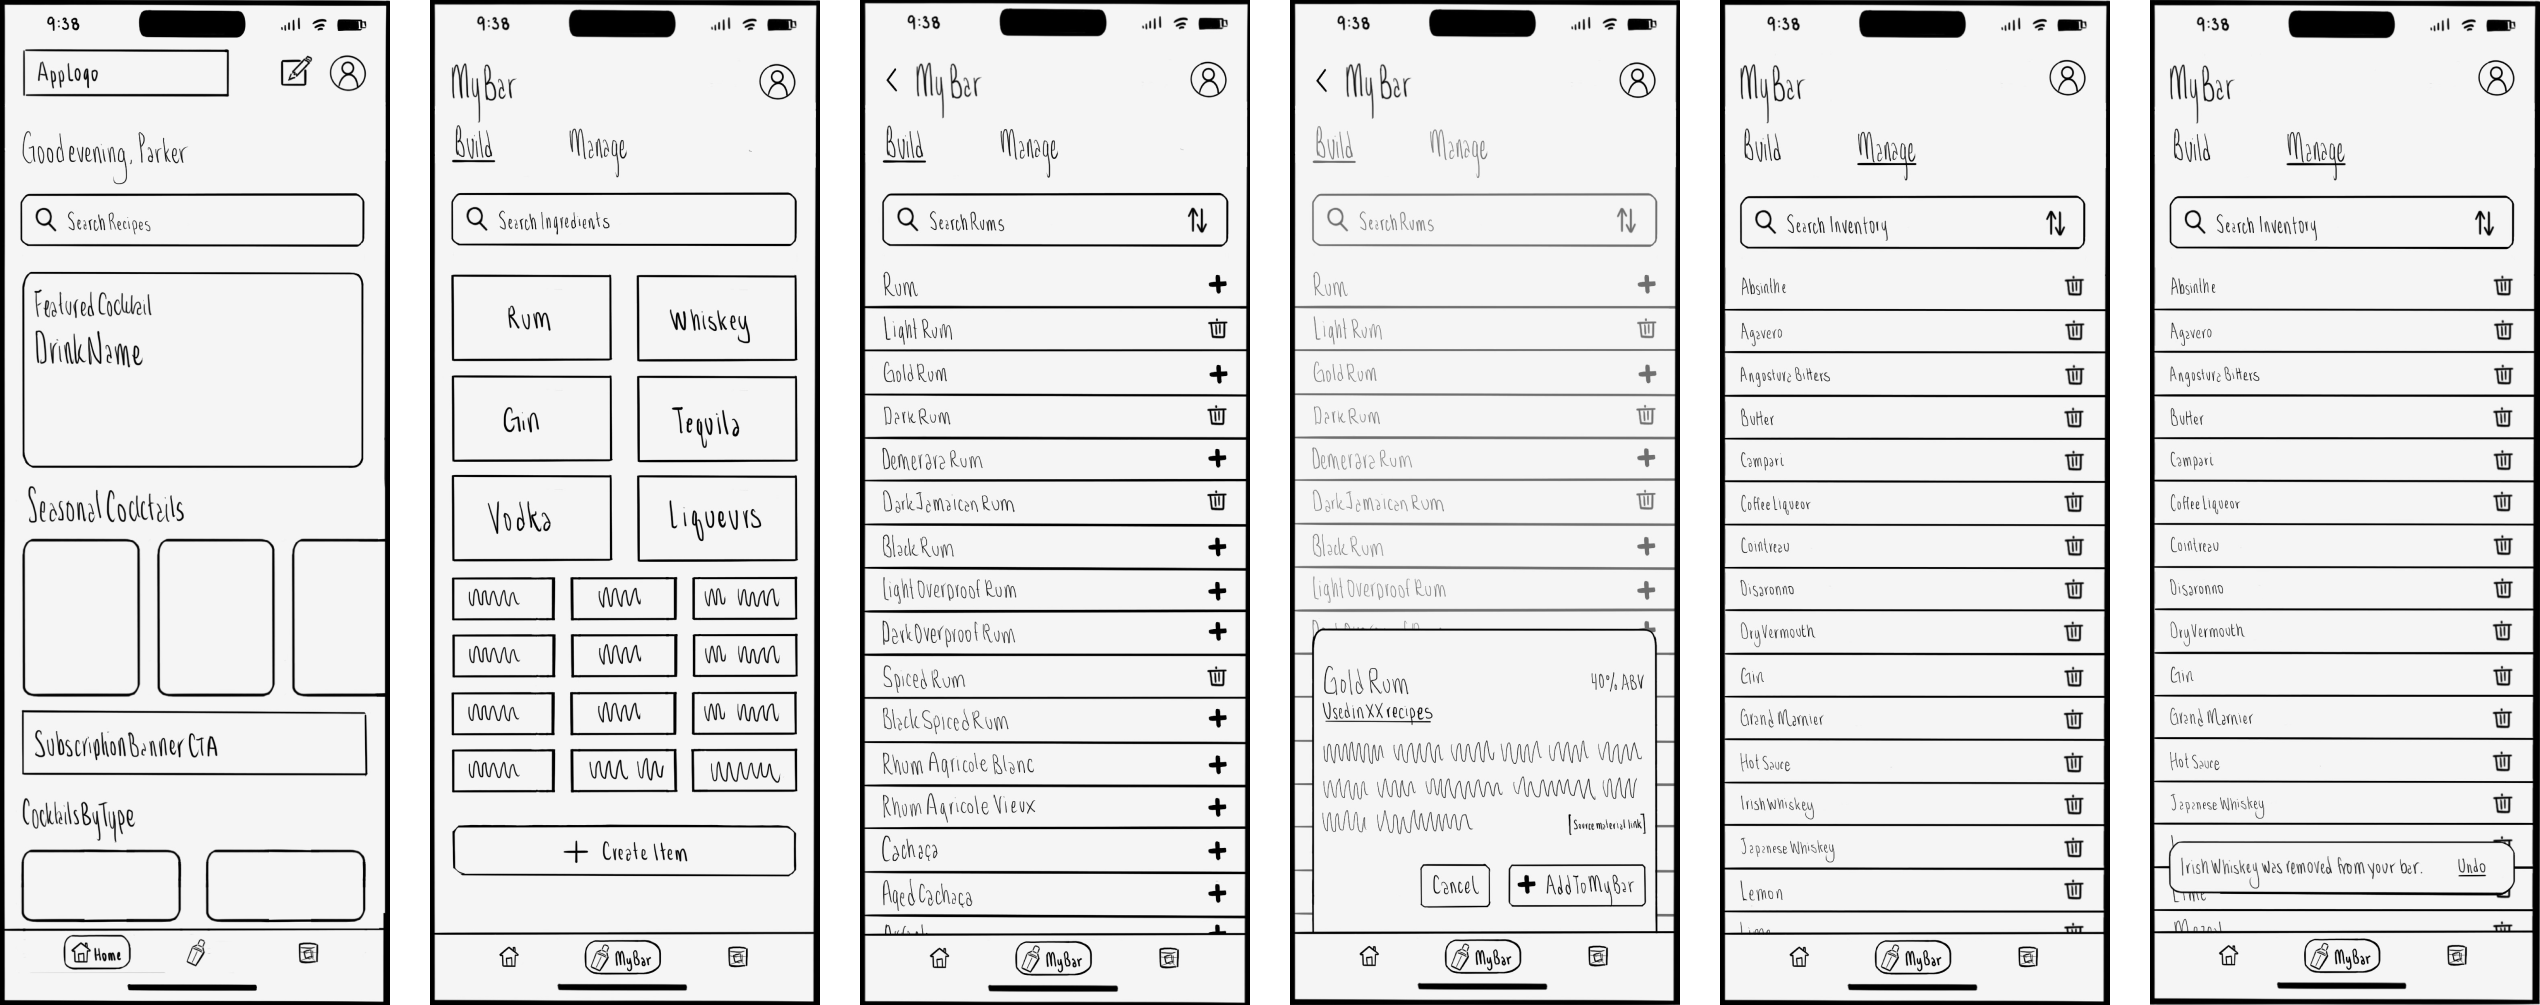 9:38
App Logo
Good evening, Parker
Search Recipes
Featured Cocktail
Drink Name
Seasonal Cocktails
Subscription Banner CTA
Cocktails By Type
Home
9:38
My Bar
Build Manage
Search Ingredients
Rum Whiskey
Gin Tequila
Vodka Liqueurs
+ Create Item
My Bar
9:38
My Bar
Build Manage
Search Rums
Rum
Light Rum
Gold Rum
Dark Rum
Demerara Rum
Dark Jamaican Rum
Black Rum
Light Overproof Rum
Dark Overproof Rum
Spiced Rum
Black Spiced Rum
Rhum Agricole Blanc
Rhum Agricole Vieux
Cachaça
Aged Cachaça
My Bar
9:38
My Bar
Build Manage
Search Rums
Rum
Light Rum
Gold Rum
Dark Rum
Demerara Rum
Dark Jamaican Rum
Black Rum
Light Overproof Rum
Gold Rum 40% ABV
Used in XX recipes
[Source material link]
Cancel + Add To My Bar
My Bar
9:38
My Bar
Build Manage
Search Inventory
Absinthe
Agavero
Angostura Bitters
Butter
Campari
Coffee Liqueor
Cointreau
Disaronno
Dry Vermouth
Gin
Grand Marnier
Hot Sauce
Irish Whiskey
Japanese Whiskey
Lemon
My Bar
9:38
My Bar
Build Manage
Search Inventory
Absinthe
Agavero
Angostura Bitters
Butter
Campari
Coffee Liqueor
Cointreau
Disaronno
Dry Vermouth
Gin
Grand Marnier
Hot Sauce
Japanese Whiskey
Irish Whiskey was removed from your bar. Undo
My Bar